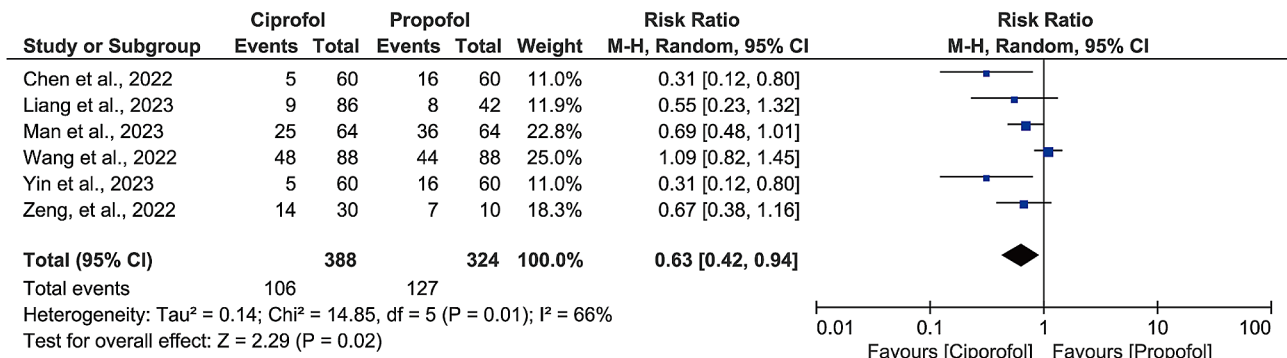 Ciprofol Propofol Risk Ratio Risk Ratio
Study or Subgroup Events Total Events Total Weight M-H, Random, 95% CI M-H, Random, 95% CI
Chen et al., 2022 5 60 16 60 11.0% 0.31 [0.12, 0.80]
Liang et al., 2023 9 86 8 42 11.9% 0.55 [0.23, 1.32]
Man et al., 2023 25 64 36 64 22.8% 0.69 [0.48, 1.01]
Wang et al., 2022 48 88 44 88 25.0% 1.09 [0.82, 1.45]
Yin et al., 2023 5 60 16 60 11.0% 0.31 [0.12, 0.80]
Zeng, et al., 2022 14 30 7 10 18.3% 0.67 [0.38, 1.16]
Total (95% CI) 388 324 100.0% 0.63 [0.42, 0.94]
Total events 106 127
Heterogeneity: Tau² = 0.14; Chi² = 14.85, df = 5 (P = 0.01); I² = 66%
Test for overall effect: Z = 2.29 (P = 0.02)
0.01 0.1 1 10 100
Favours [Ciprofol] Favours [Propofol]